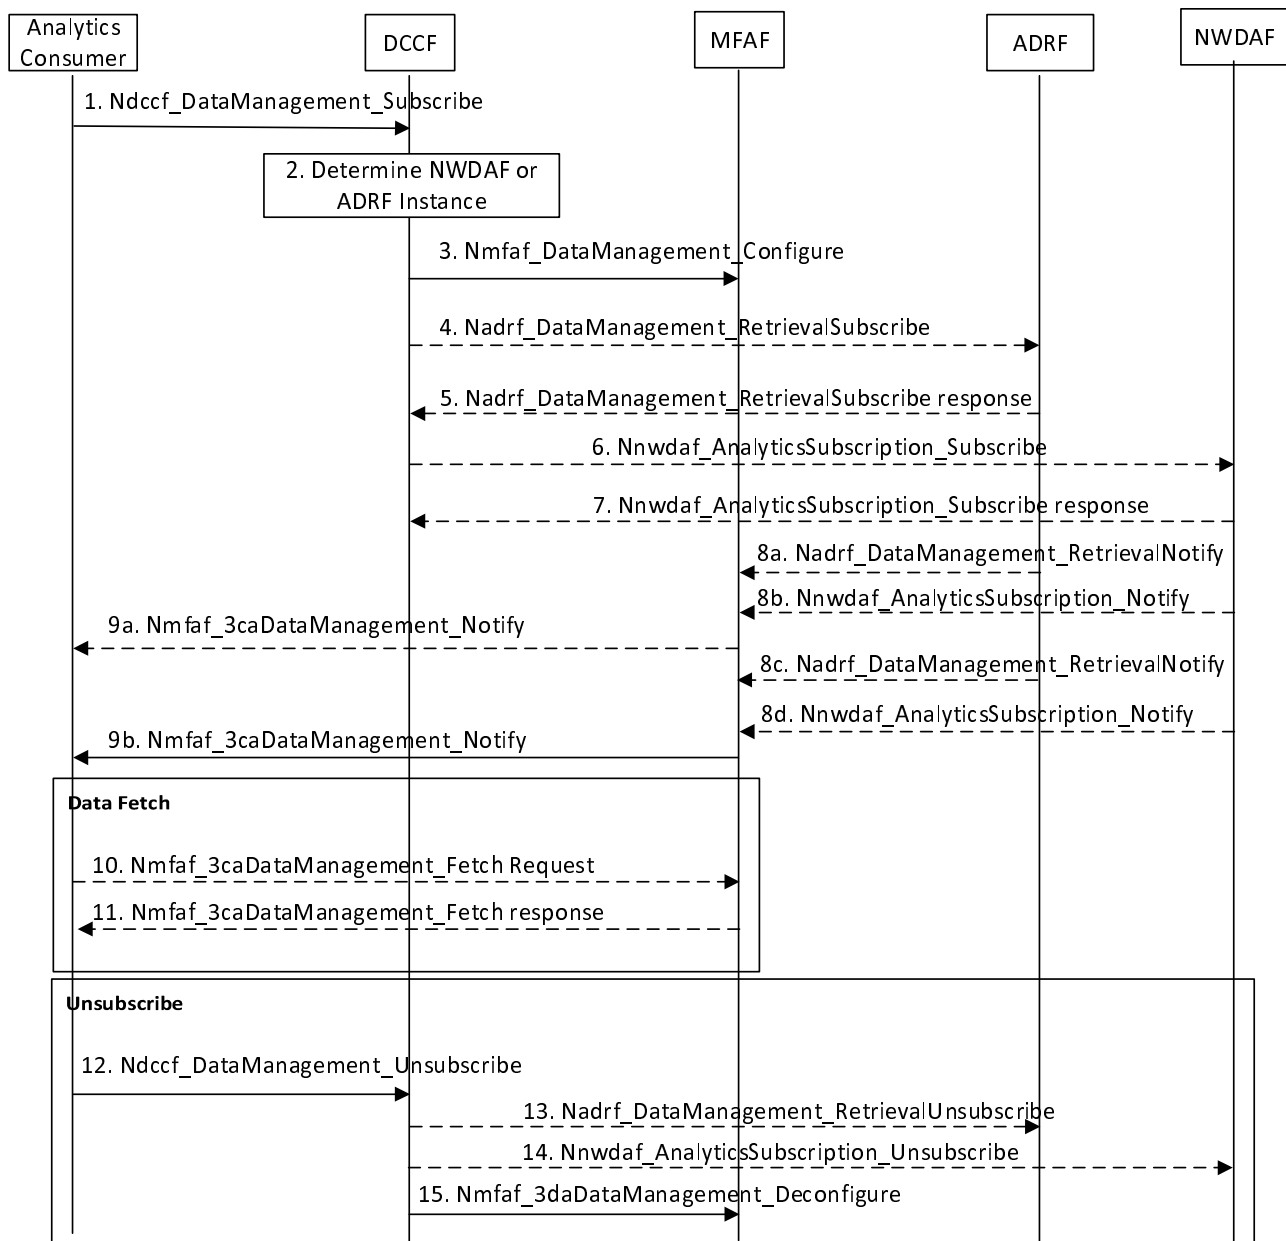 Analytics
Consumer
DCCF
MFAF
ADRF
NWDAF
1. Ndccf_DataManagement_Subscribe
2. Determine NWDAF or
ADRF Instance
3. Nmfaf_DataManagement_Configure
4. Nadrf_DataManagement_RetrievalSubscribe
5. Nadrf_DataManagement_RetrievalSubscribe response
6. Nnwdaf_AnalyticsSubscription_Subscribe
7. Nnwdaf_AnalyticsSubscription_Subscribe response
8a. Nadrf_DataManagement_RetrievalNotify
8b. Nnwdaf_AnalyticsSubscription_Notify
9a. Nmfaf_3caDataManagement_Notify
8c. Nadrf_DataManagement_RetrievalNotify
8d. Nnwdaf_AnalyticsSubscription_Notify
9b. Nmfaf_3caDataManagement_Notify
Data Fetch
10. Nmfaf_3caDataManagement_Fetch Request
11. Nmfaf_3caDataManagement_Fetch response
Unsubscribe
12. Ndccf_DataManagement_Unsubscribe
13. Nadrf_DataManagement_RetrievalUnsubscribe
14. Nnwdaf_AnalyticsSubscription_Unsubscribe
15. Nmfaf_3daDataManagement_Deconfigure